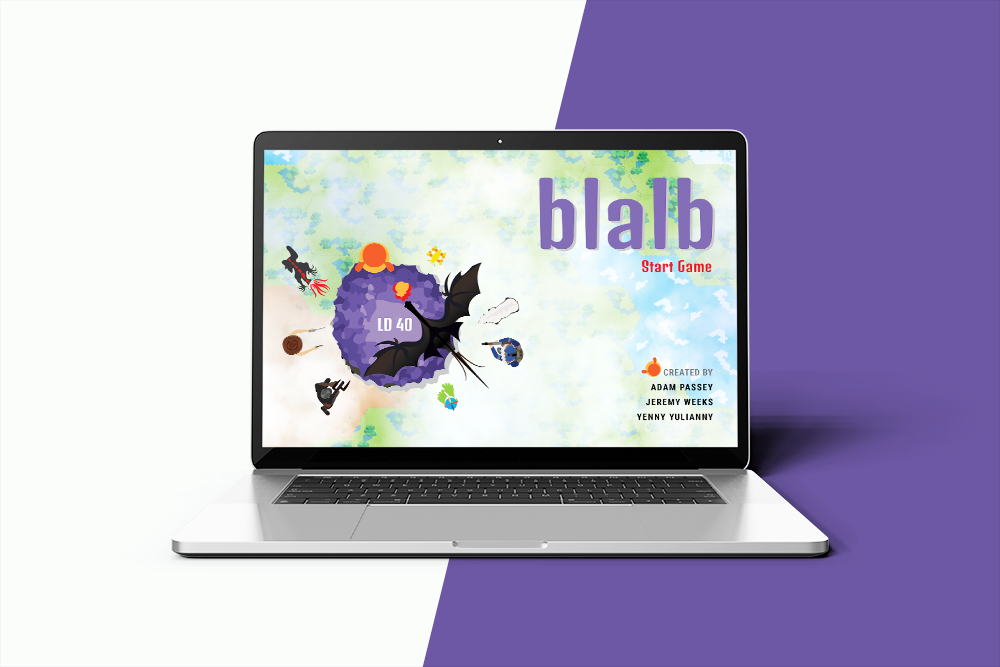 blalb
Start Game
LD 40
CREATED BY
ADAM PASSEY
JEREMY WEEKS
YENNY YULIANNY